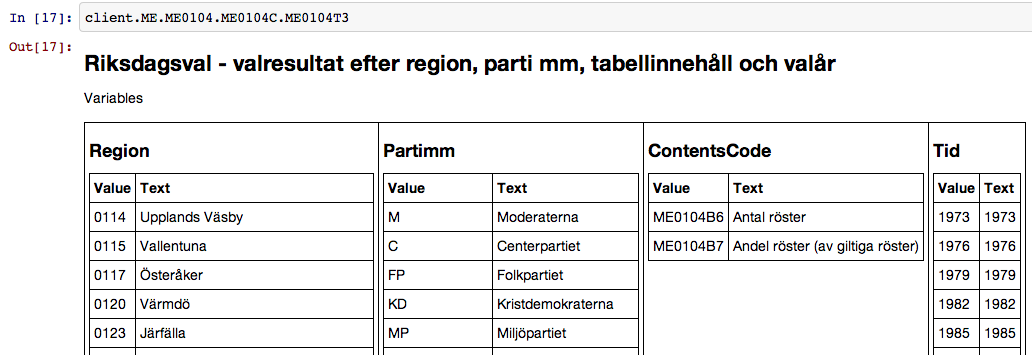 In [17]: client.ME.ME0104.ME0104C.ME0104T3
Out[17]:
Riksdagsval - valresultat efter region, parti mm, tabellinnehåll och valår
Variables
Region Partimm ContentsCode Tid
Value Text Value Text Value Text Value Text
0114 Upplands Väsby M Moderaterna ME0104B6 Antal röster 1973 1973
0115 Vallentuna C Centerpartiet ME0104B7 Andel röster (av giltiga röster) 1976 1976
0117 Österåker FP Folkpartiet 1979 1979
0120 Värmdö KD Kristdemokraterna 1982 1982
0123 Järfälla MP Miljöpartiet 1985 1985